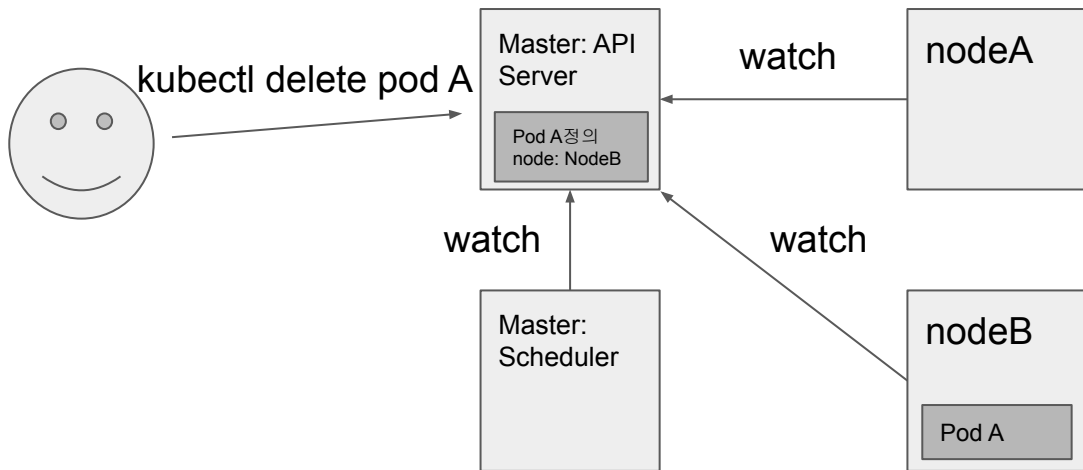 kubectl delete pod A
Master: API
Server
Pod A정의
node: NodeB
watch
nodeA
watch
watch
Master:
Scheduler
nodeB
Pod A